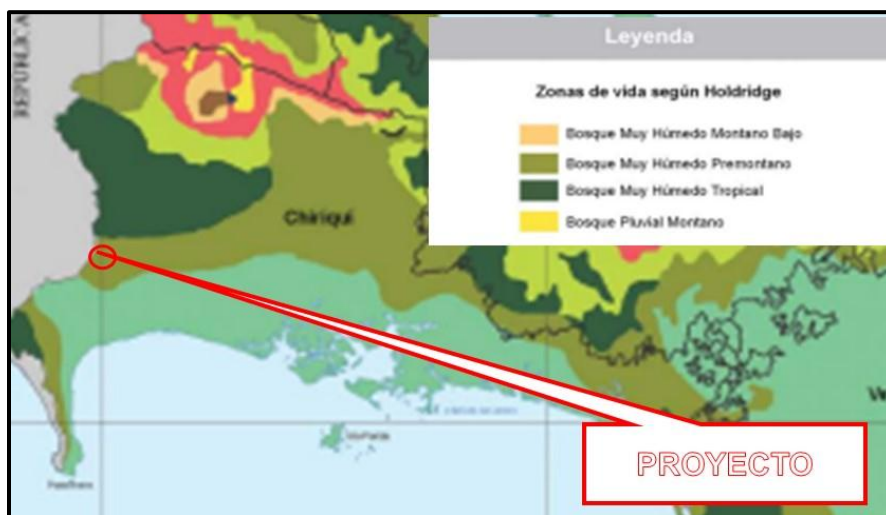 REPUBLICA
Leyenda
Zonas de vida según Holdridge
Bosque Muy Húmedo Montano Bajo
Bosque Muy Húmedo Premontano
Bosque Muy Húmedo Tropical
Bosque Pluvial Montano
Chiriquí
PROYECTO